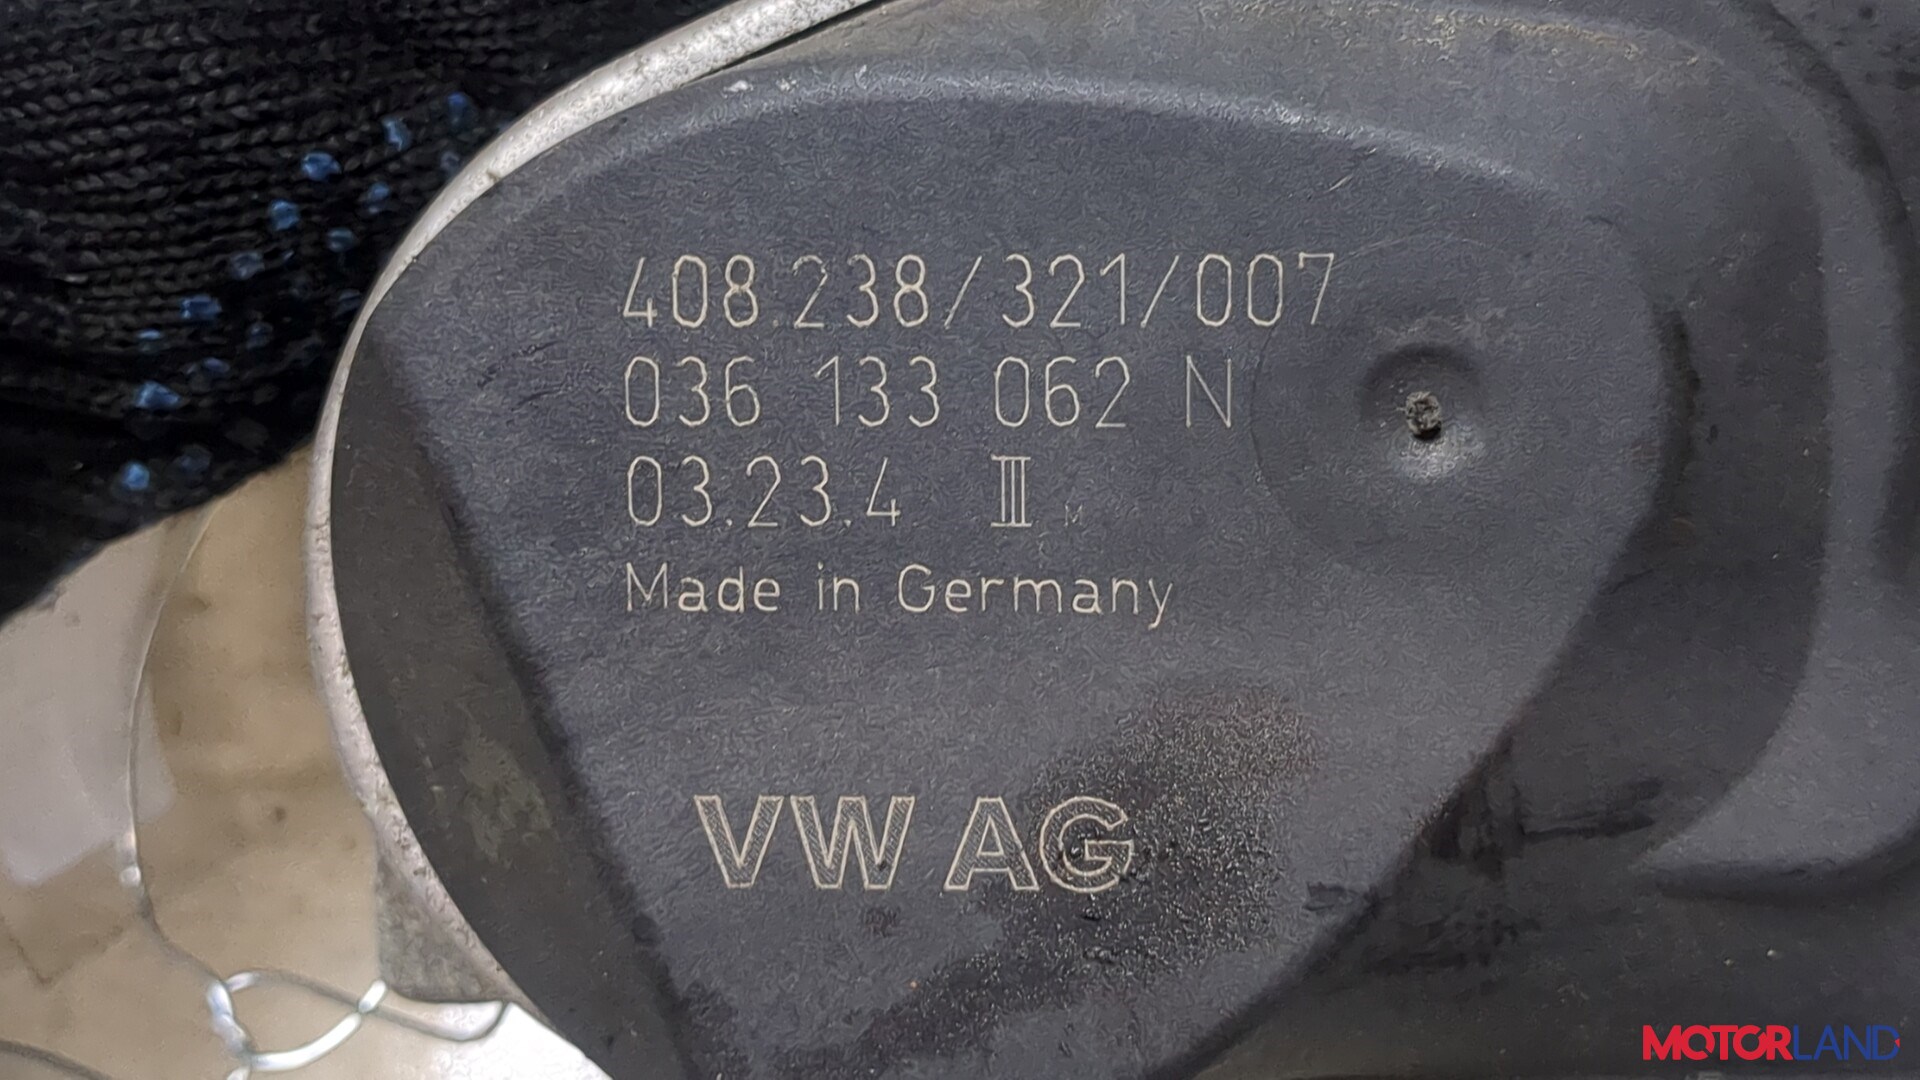 408.238/321/007
036 133 062 N
03.23.4 III M
Made in Germany
VW AG
MOTORLAND